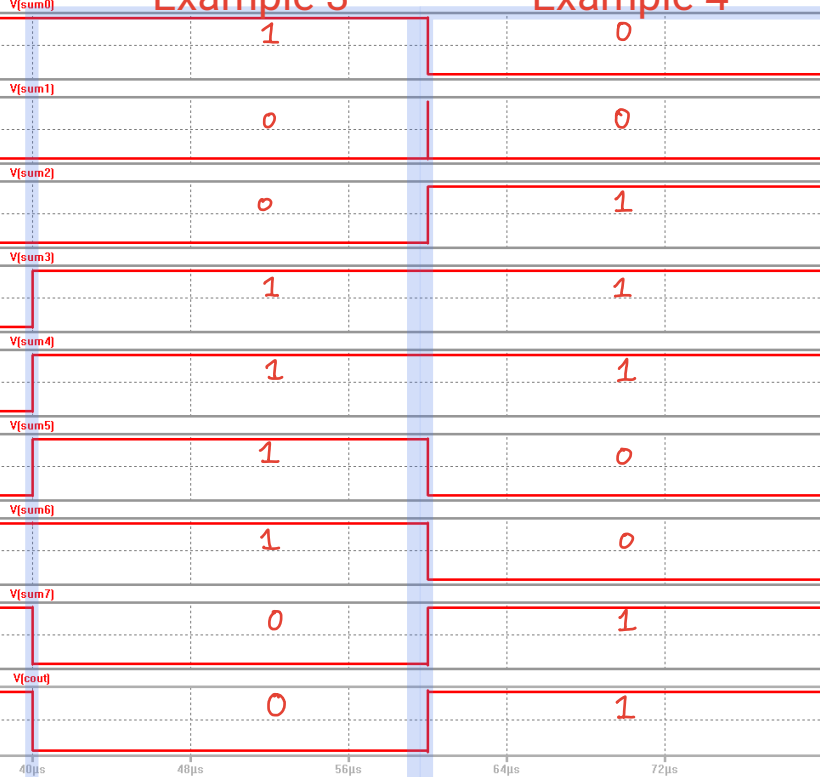 Example 3 Example 4
V(sum0)
1 0
V(sum1)
0 0
V(sum2)
0 1
V(sum3)
1 1
V(sum4)
1 1
V(sum5)
1 0
V(sum6)
1 0
V(sum7)
0 1
V(cout)
0 1
40µs 48µs 56µs 64µs 72µs